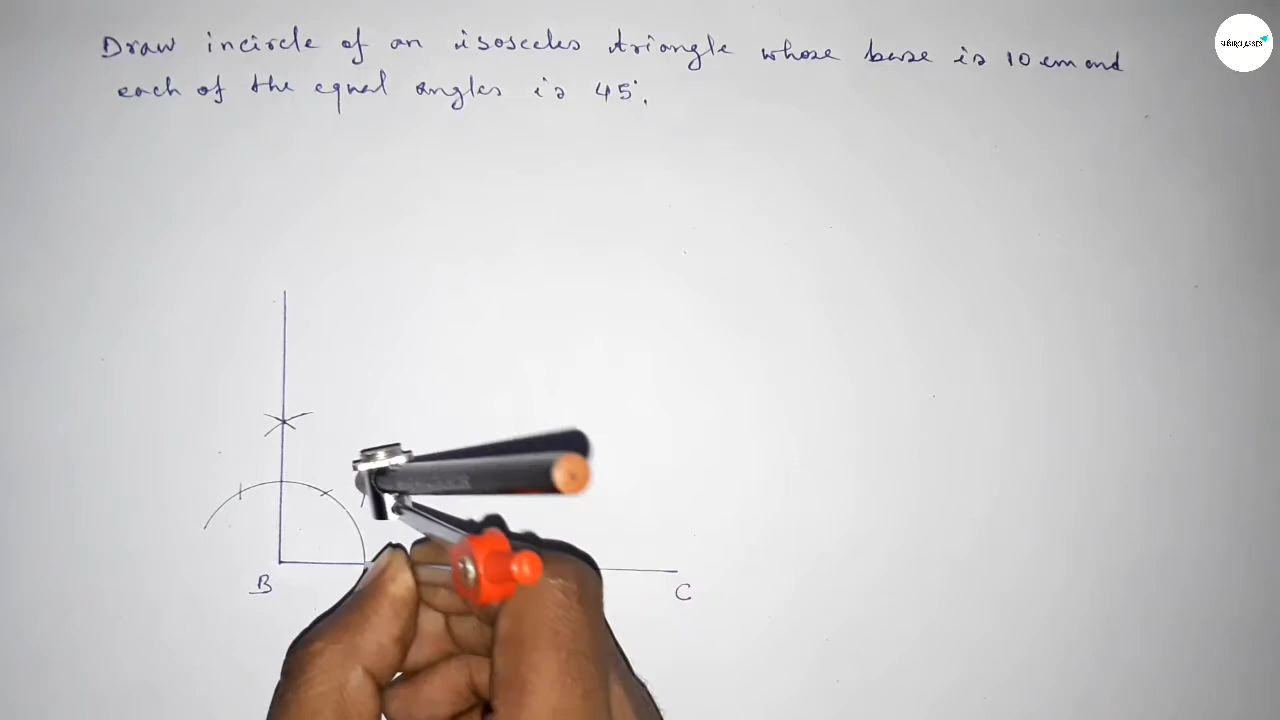 Draw incircle of an isosceles triangle whose base is 10 cm and
each of the equal angles is 45°.
B
C